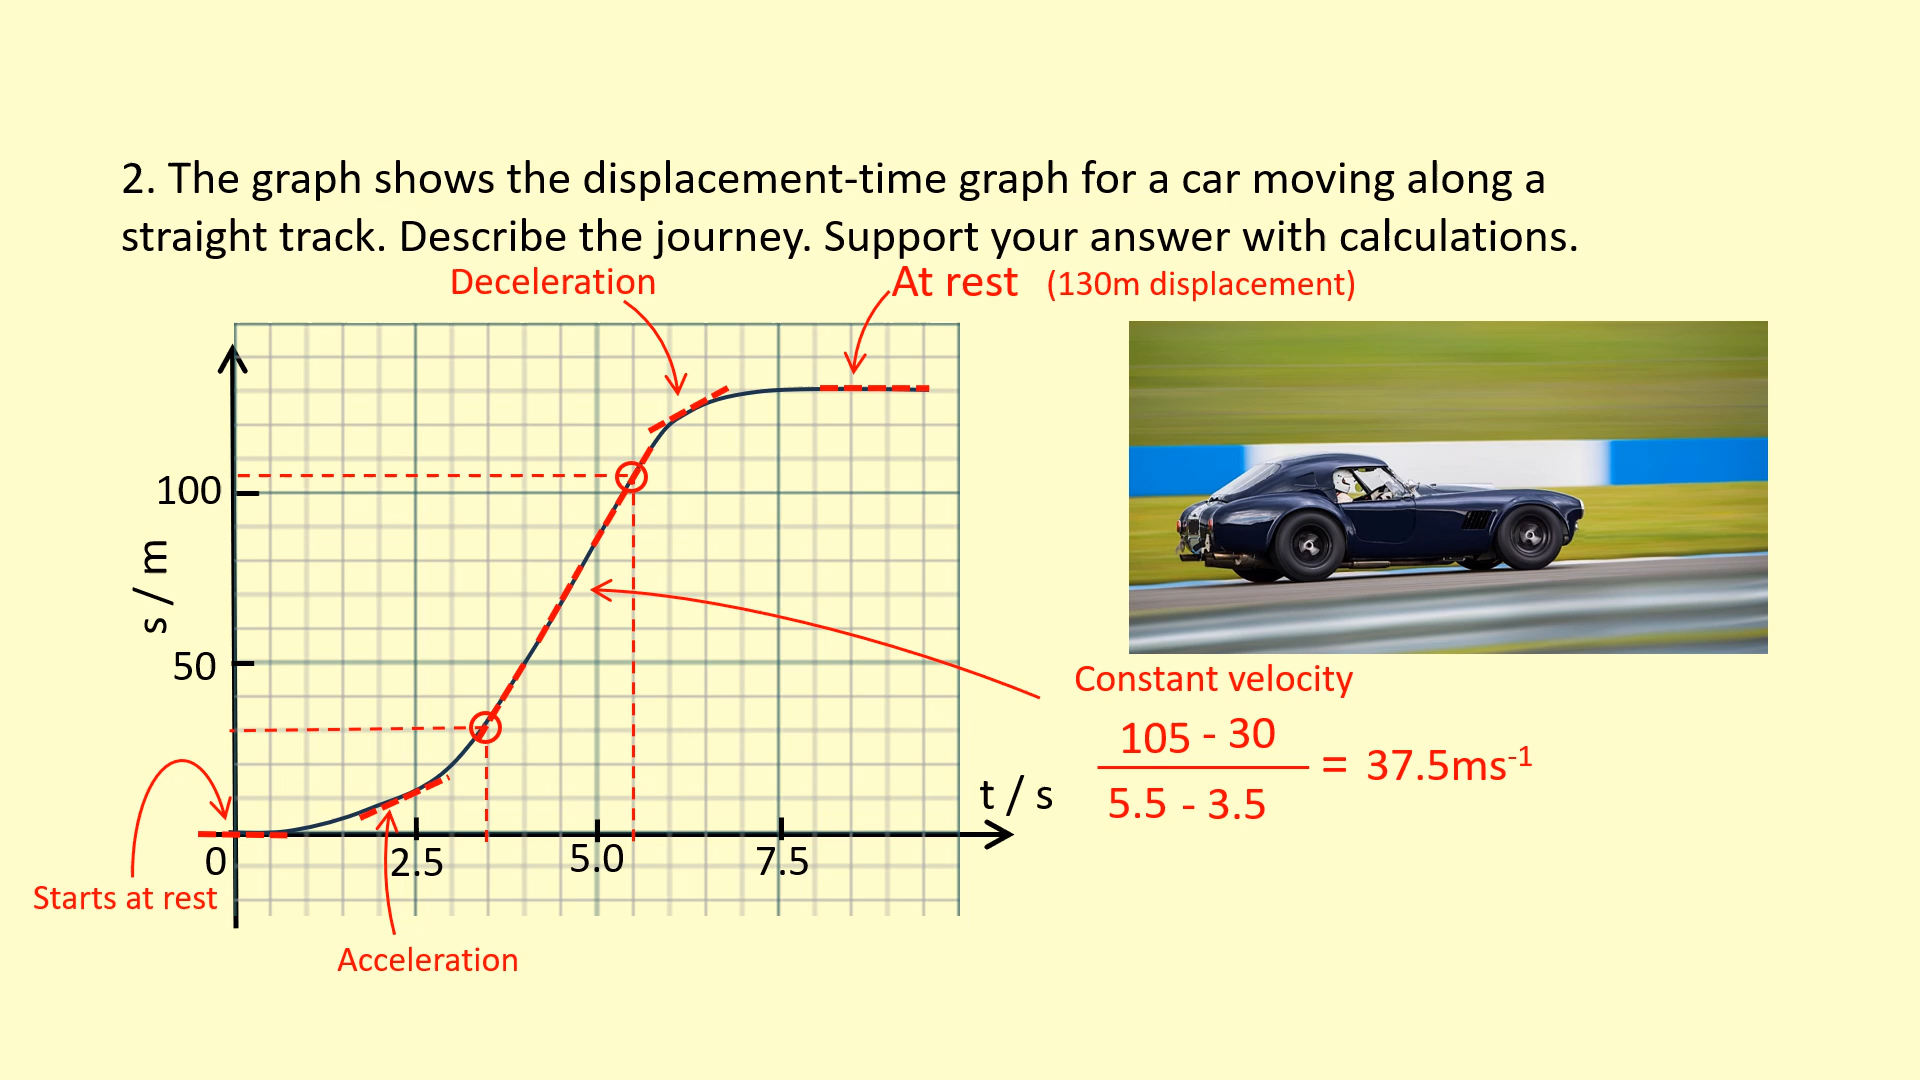 2. The graph shows the displacement-time graph for a car moving along a
straight track. Describe the journey. Support your answer with calculations.
Deceleration
At rest (130m displacement)
100
s / m
50
0
2.5
5.0
7.5
t / s
Starts at rest
Acceleration
Constant velocity
105 - 30
5.5 - 3.5
= 37.5ms⁻¹